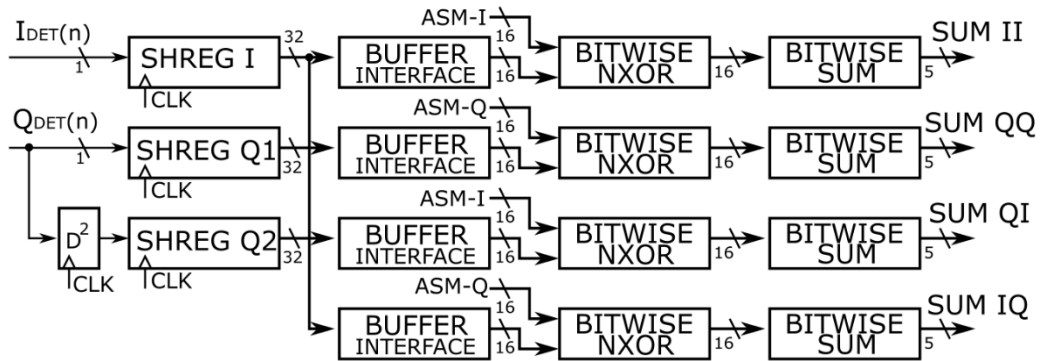 IDET(n)
1
SHREG I
CLK
32
BUFFER
INTERFACE
16
ASM-I
16
BITWISE
NXOR
16
BITWISE
SUM
5
SUM II
QDET(n)
1
SHREG Q1
CLK
32
BUFFER
INTERFACE
16
ASM-Q
16
BITWISE
NXOR
16
BITWISE
SUM
5
SUM QQ
D2
CLK
SHREG Q2
CLK
32
BUFFER
INTERFACE
16
ASM-I
16
BITWISE
NXOR
16
BITWISE
SUM
5
SUM QI
BUFFER
INTERFACE
16
ASM-Q
16
BITWISE
NXOR
16
BITWISE
SUM
5
SUM IQ